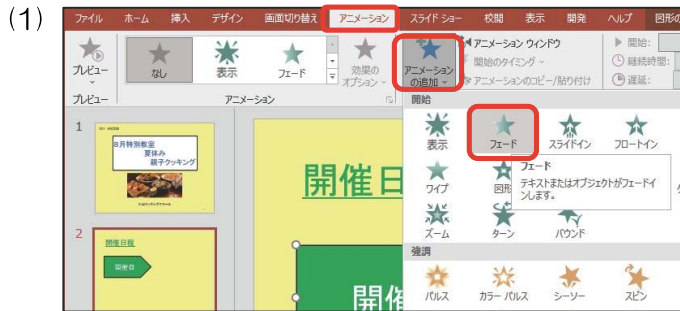 (1)
ファイル ホーム 挿入 デザイン 画面切り替え アニメーション スライド ショー 校閲 表示 開発 ヘルプ 図形の
プレビュー
なし 表示 フェード
効果の
オプション
アニメーション
の追加
アニメーション ウィンドウ
開始のタイミング
アニメーションのコピー/貼り付け
開始:
継続時間:
遅延:
プレビュー アニメーション
開始
表示 フェード スライドイン フロートイン
フェード
テキストまたはオブジェクトがフェードイ
ンします。
ワイプ 図形
ズーム ターン バウンド
強調
パルス カラー パルス シーソー スピン
1
8月特別教室
夏休み
親子クッキング
2
開催日程
開催日
開催日
開催